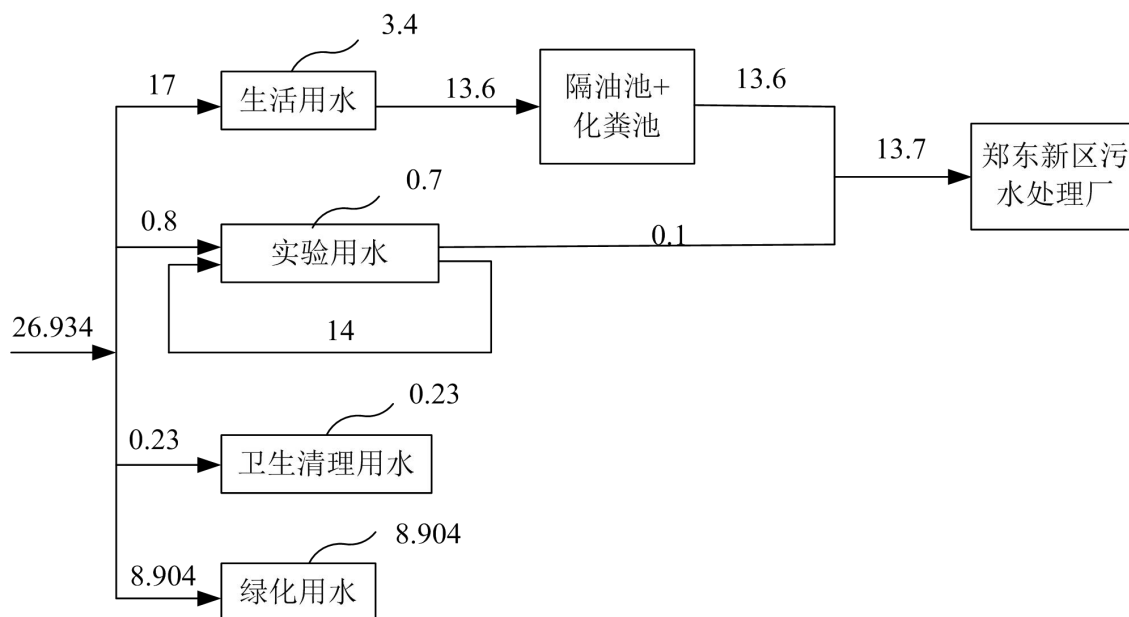 3.4
17
生活用水
13.6
隔油池+
化粪池
13.6
13.7
郑东新区污
水处理厂
0.7
0.8
实验用水
0.1
14
26.934
0.23
0.23
卫生清理用水
8.904
8.904
绿化用水